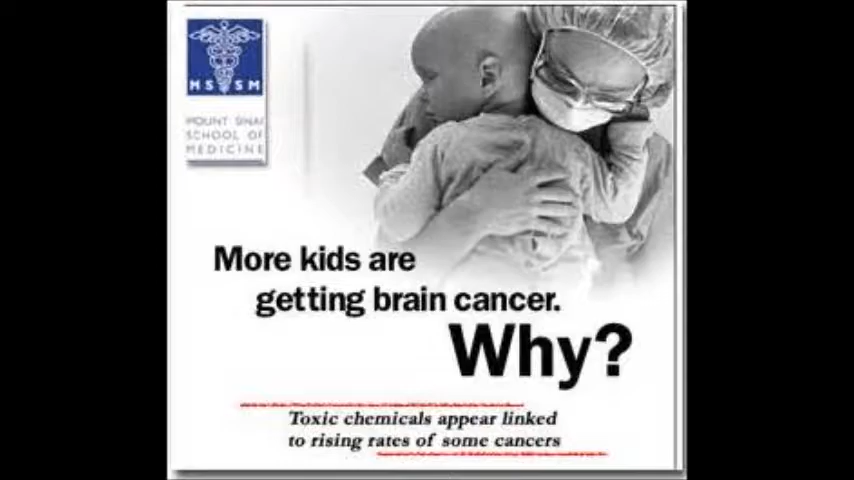 MSSM
MOUNT SINAI
SCHOOL OF
MEDICINE
More kids are
getting brain cancer.
Why?
Toxic chemicals appear linked
to rising rates of some cancers